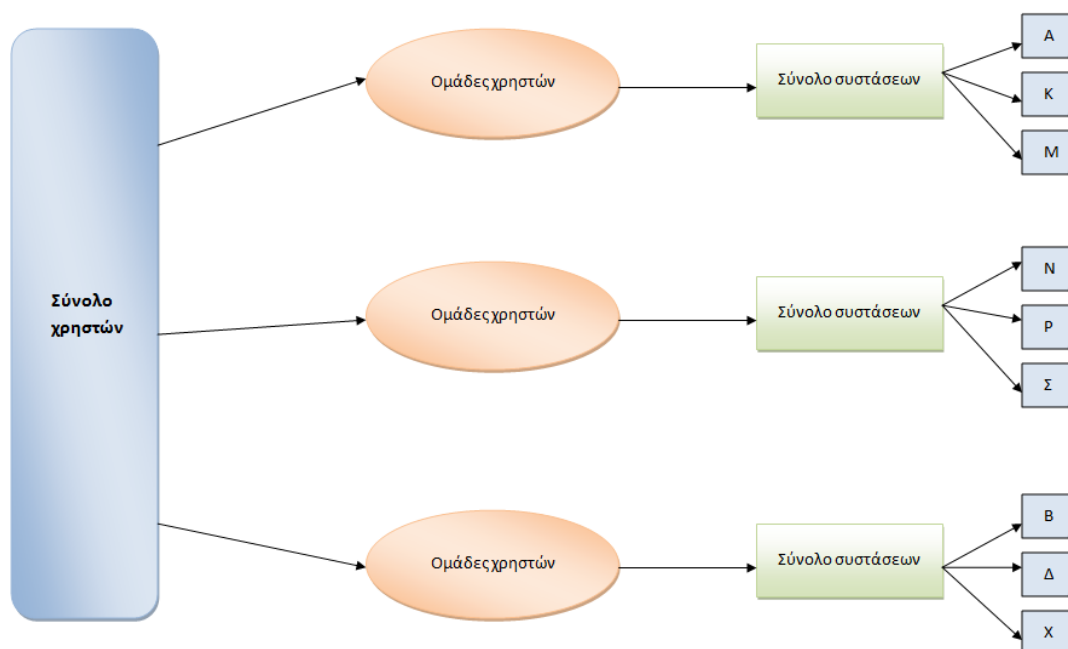 Σύνολο
χρηστών
Ομάδες χρηστών
Σύνολο συστάσεων
Α
Κ
Μ
Ομάδες χρηστών
Σύνολο συστάσεων
Ν
Ρ
Σ
Ομάδες χρηστών
Σύνολο συστάσεων
Β
Δ
Χ